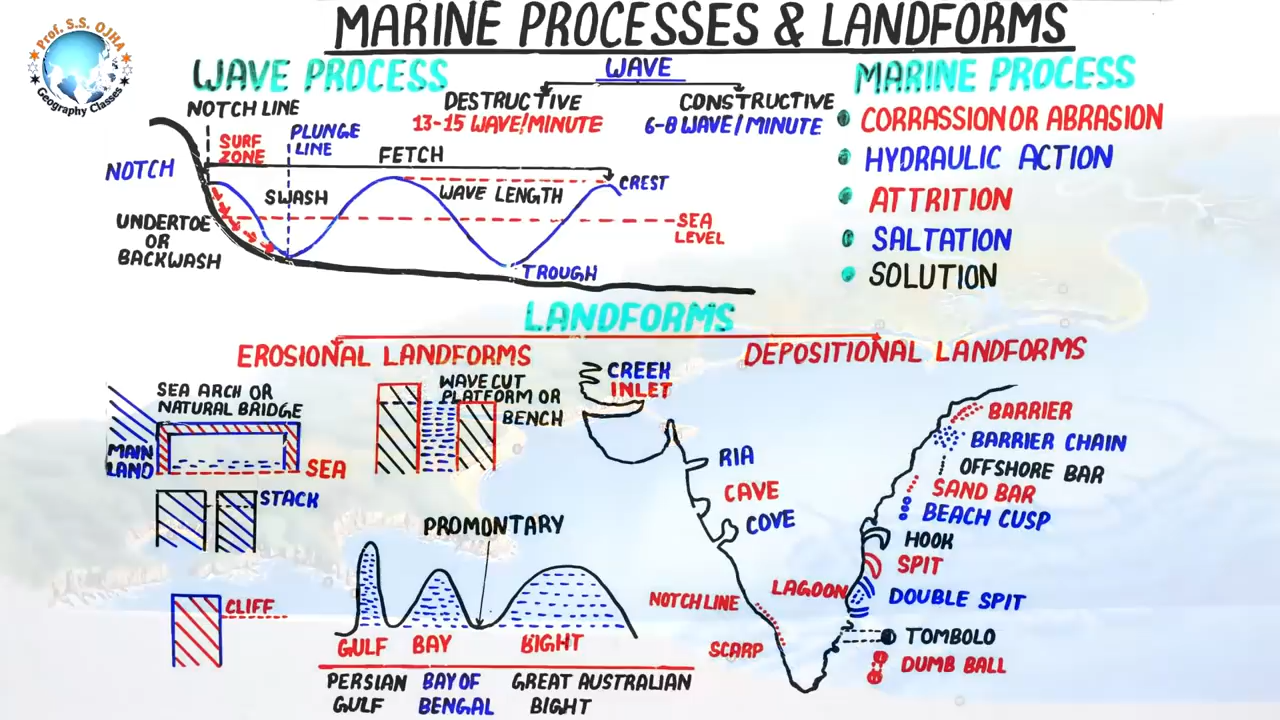 Prof. S.S. OJHA
Geography Classes
MARINE PROCESSES & LANDFORMS
WAVE PROCESS
WAVE
DESTRUCTIVE
13-15 WAVE/MINUTE
CONSTRUCTIVE
6-8 WAVE/MINUTE
NOTCH LINE
SURF
ZONE
PLUNGE
LINE
FETCH
NOTCH
SWASH
WAVE LENGTH
CREST
UNDERTOE
OR
BACKWASH
SEA
LEVEL
TROUGH
MARINE PROCESS
CORRASSION OR ABRASION
HYDRAULIC ACTION
ATTRITION
SALTATION
SOLUTION
LANDFORMS
EROSIONAL LANDFORMS
DEPOSITIONAL LANDFORMS
SEA ARCH OR
NATURAL BRIDGE
MAIN
LAND
SEA
STACK
CLIFF
WAVE CUT
PLATFORM OR
BENCH
CREEK
INLET
PROMONTARY
GULF
BAY
BIGHT
PERSIAN
GULF
BAY OF
BENGAL
GREAT AUSTRALIAN
BIGHT
RIA
CAVE
COVE
NOTCH LINE
SCARP
BARRIER
BARRIER CHAIN
OFFSHORE BAR
SAND BAR
BEACH CUSP
HOOK
SPIT
LAGOON
DOUBLE SPIT
TOMBOLO
DUMB BALL